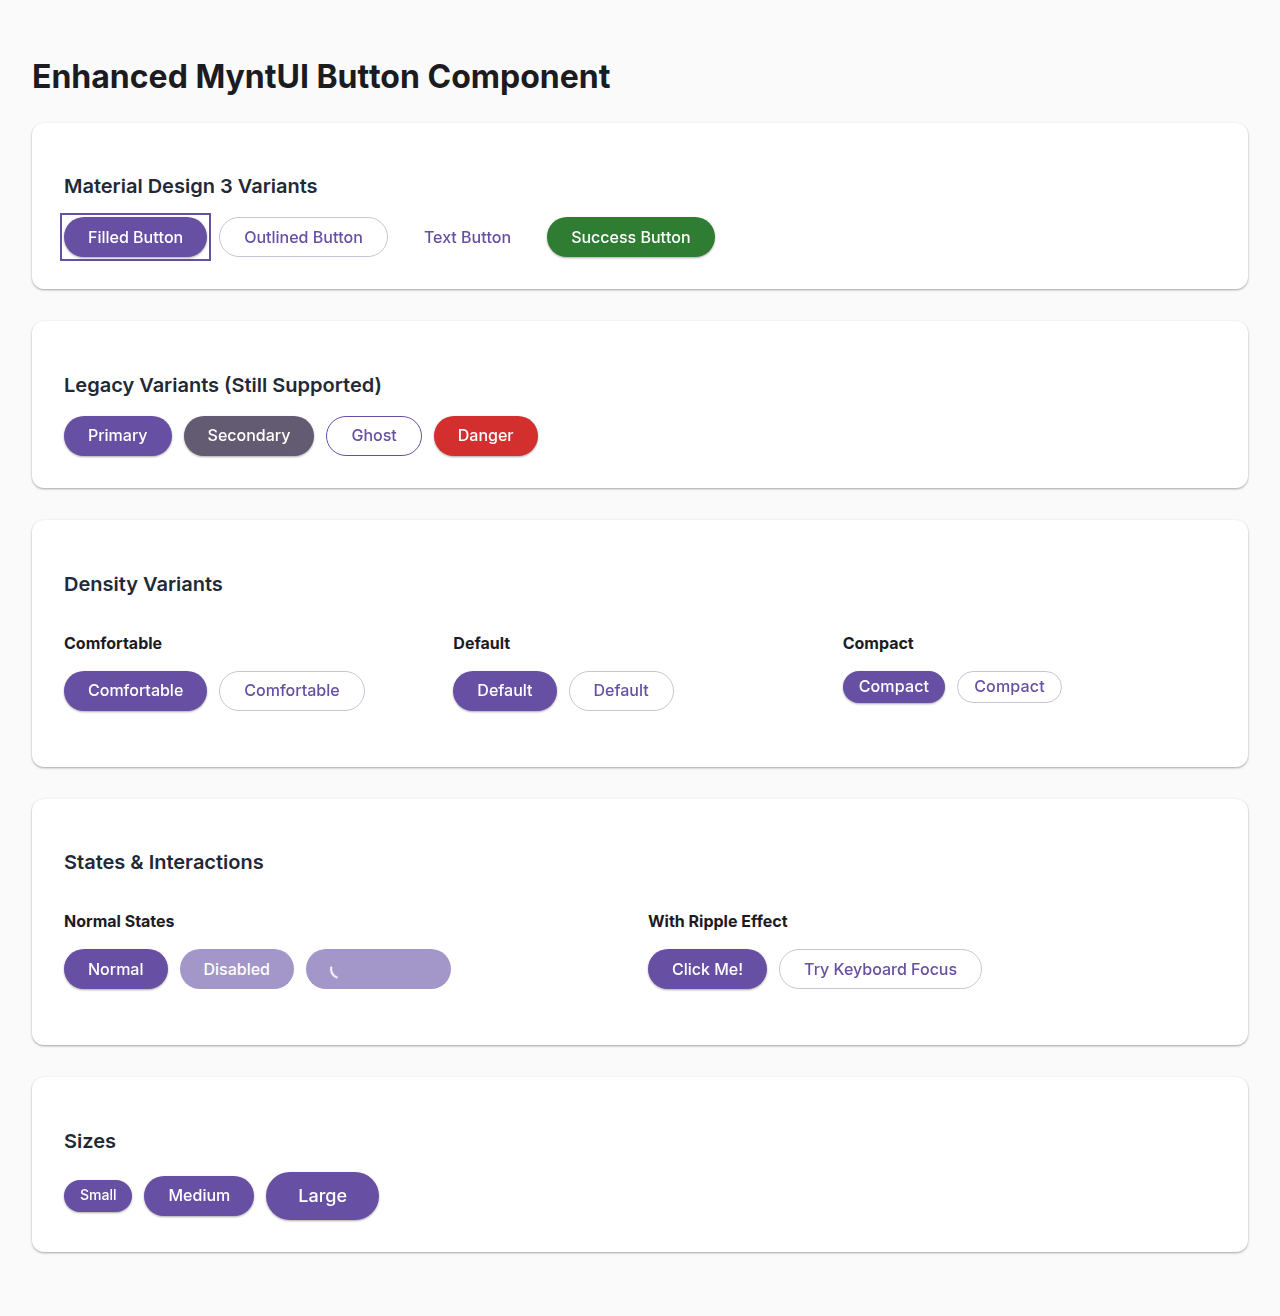 Enhanced MyntUI Button Component
Material Design 3 Variants
Filled Button Outlined Button Text Button Success Button
Legacy Variants (Still Supported)
Primary Secondary Ghost Danger
Density Variants
Comfortable Default Compact
Comfortable Comfortable Default Default Compact Compact
States & Interactions
Normal States With Ripple Effect
Normal Disabled Click Me! Try Keyboard Focus
Sizes
Small Medium Large